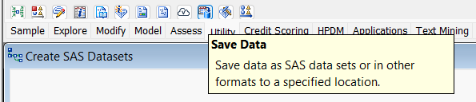 Sample Explore Modify Model Assess Utility Credit Scoring HPDM Applications Text Mining
Save Data
Create SAS Datasets
Save data as SAS data sets or in other
formats to a specified location.